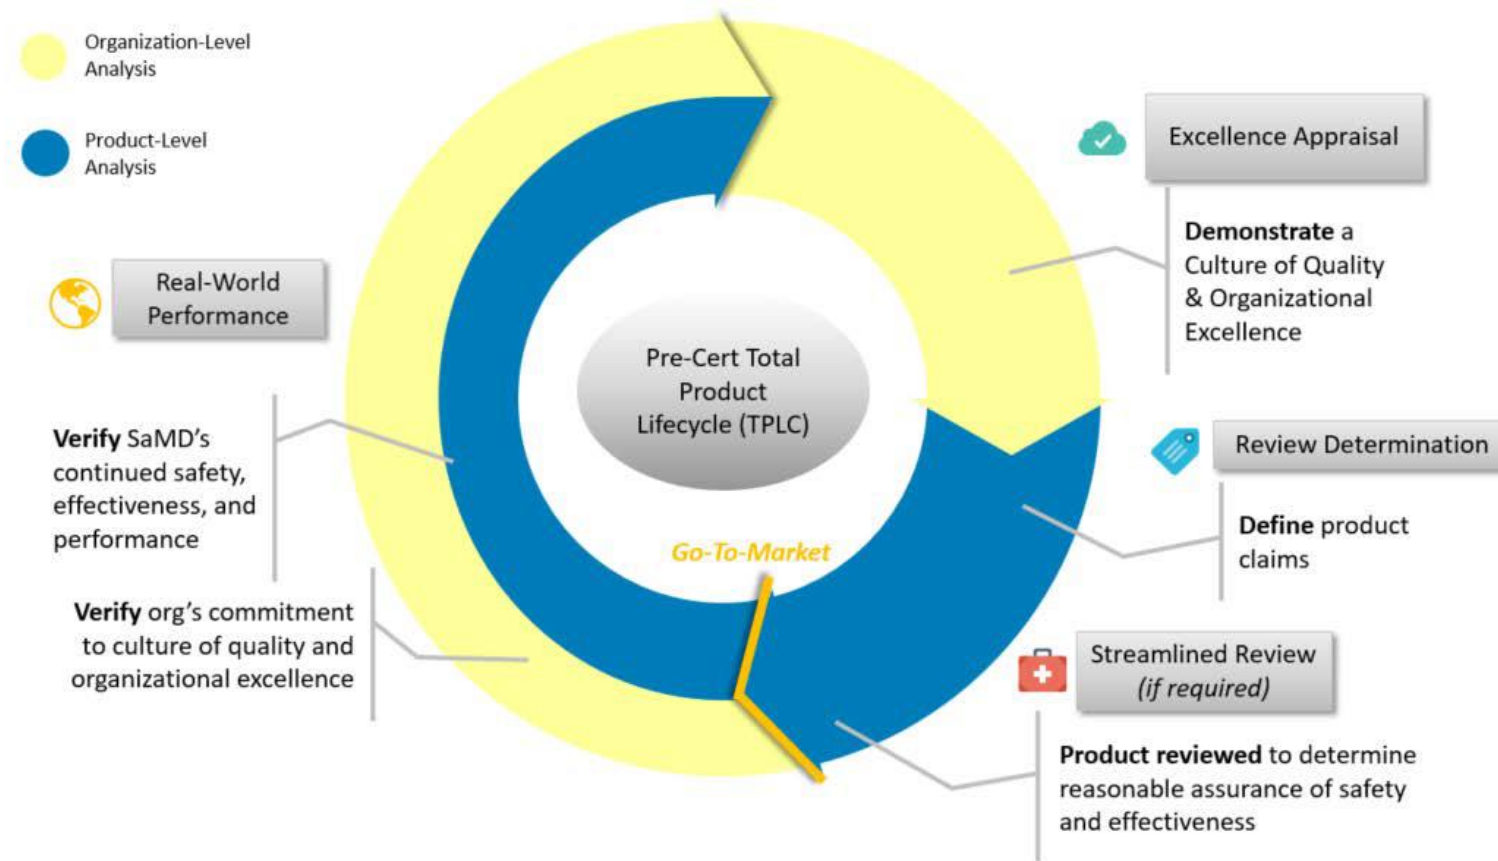 Organization-Level
Analysis
Product-Level
Analysis
Excellence Appraisal
Demonstrate a
Culture of Quality
& Organizational
Excellence
Real-World
Performance
Pre-Cert Total
Product
Lifecycle (TPLC)
Verify SaMD’s
continued safety,
effectiveness, and
performance
Review Determination
Define product
claims
Go-To-Market
Verify org’s commitment
to culture of quality and
organizational excellence
Streamlined Review
(if required)
Product reviewed to determine
reasonable assurance of safety
and effectiveness